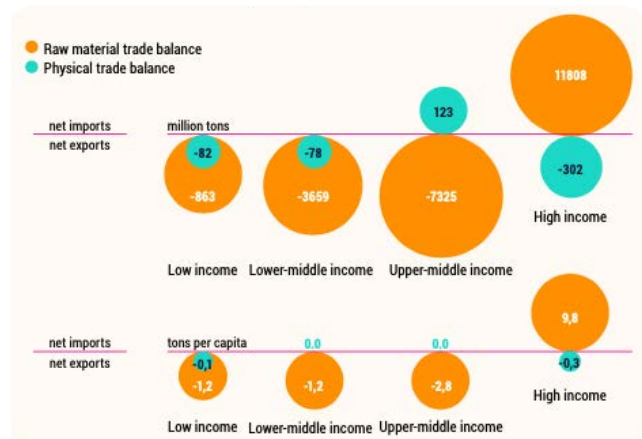 Raw material trade balance
Physical trade balance
11808
123
net imports
million tons
net exports
-82
-78
-302
-863
-3659
-7325
High income
Low income
Lower-middle income
Upper-middle income
9,8
net imports
tons per capita
0.0
0.0
net exports
-0,1
-0,3
-1,2
-1,2
-2,8
High income
Low income
Lower-middle income
Upper-middle income